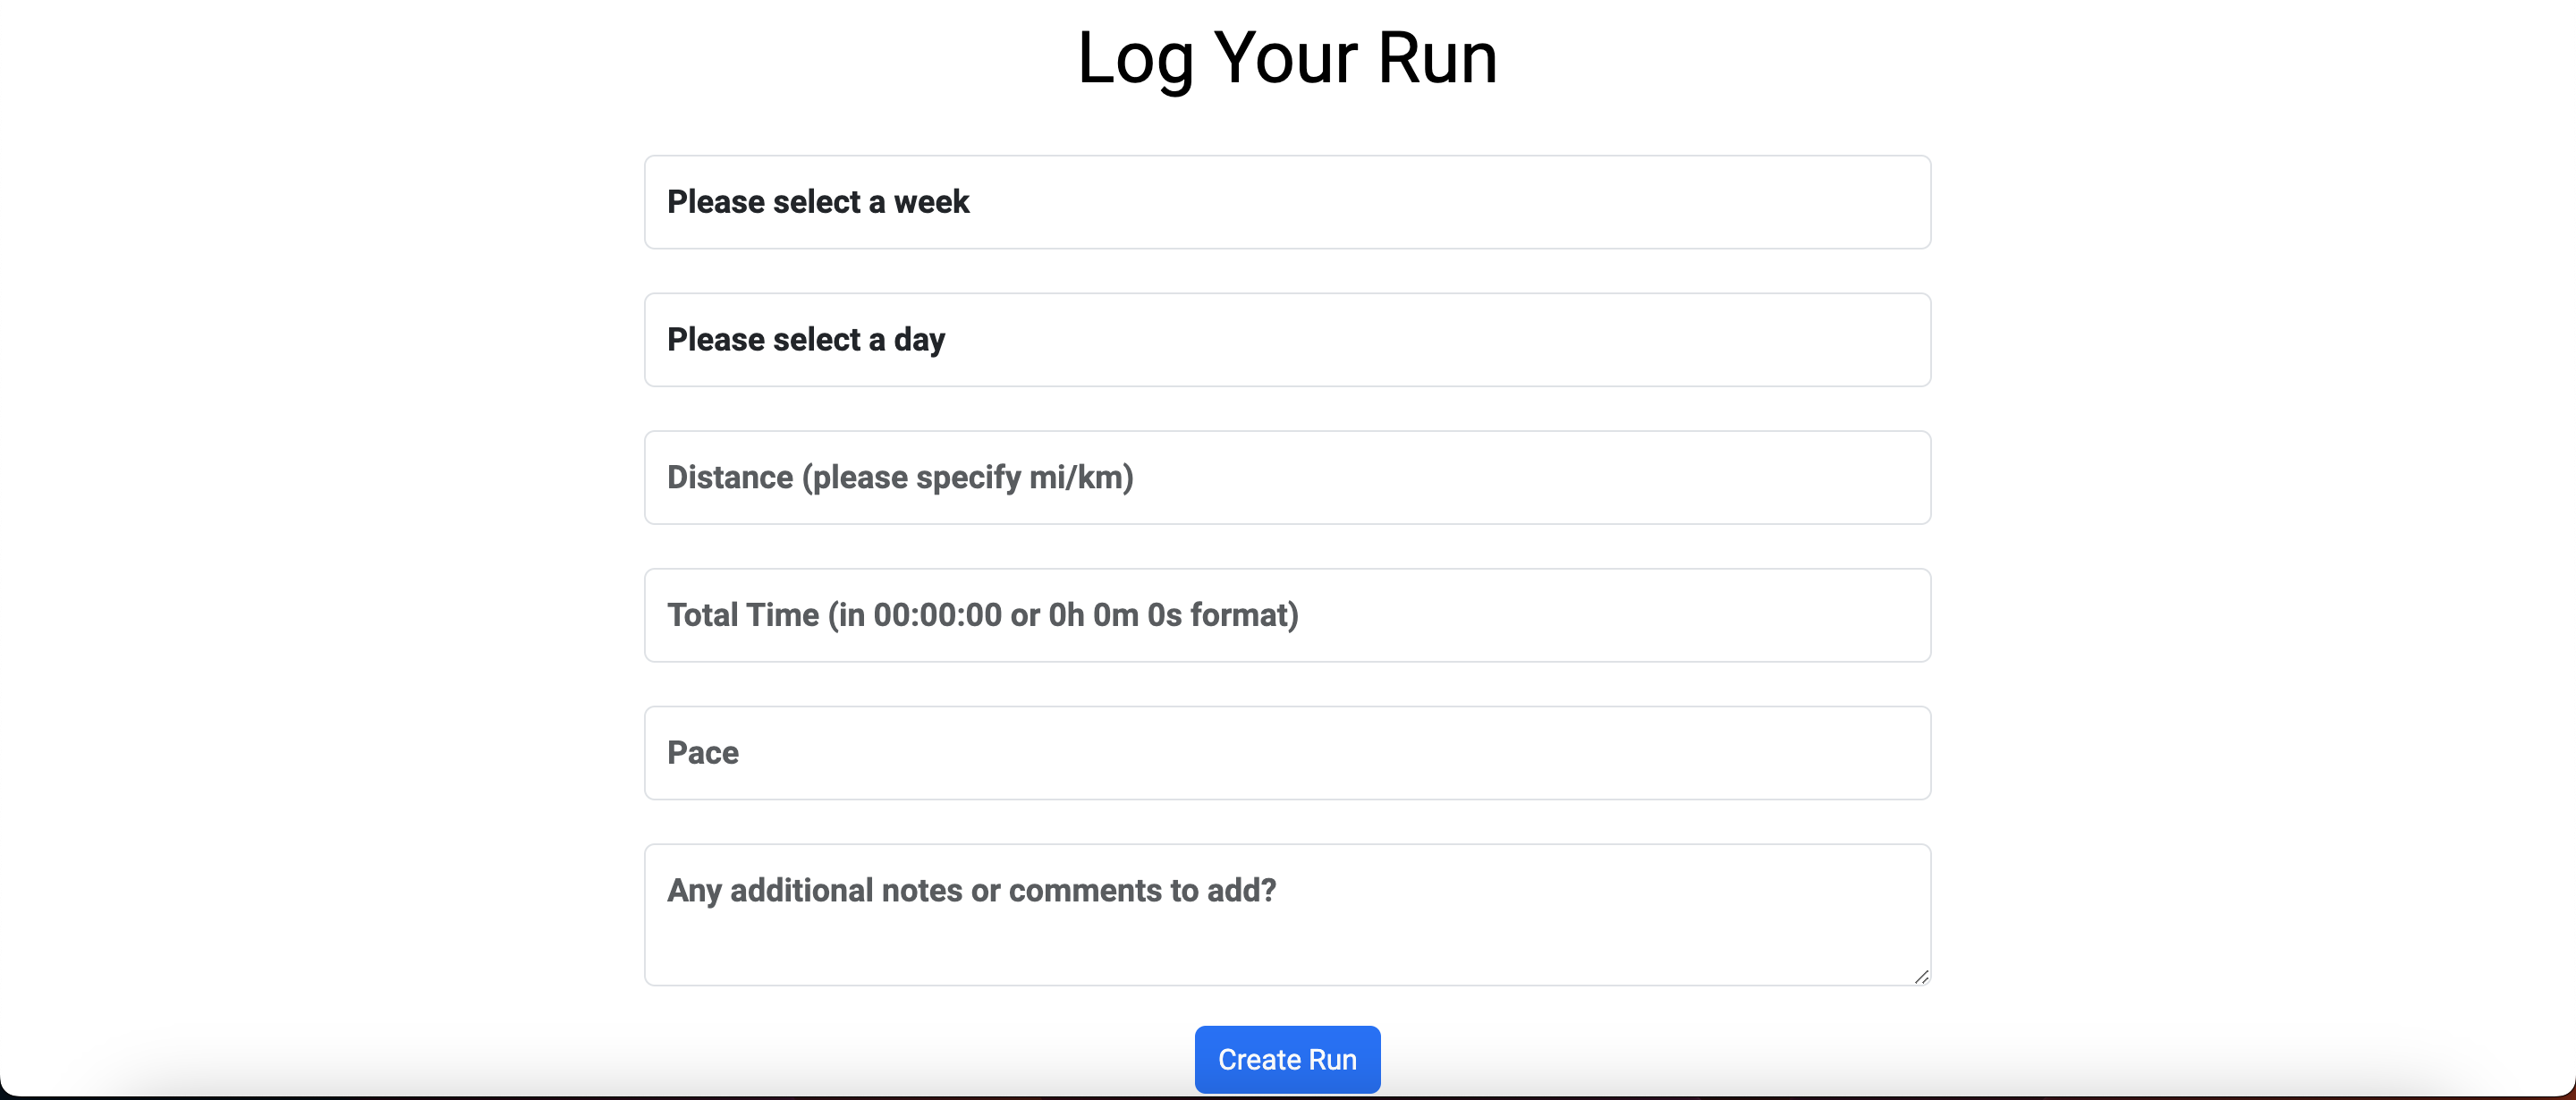 Log Your Run
Please select a week
Please select a day
Distance (please specify mi/km)
Total Time (in 00:00:00 or 0h 0m 0s format)
Pace
Any additional notes or comments to add?
Create Run